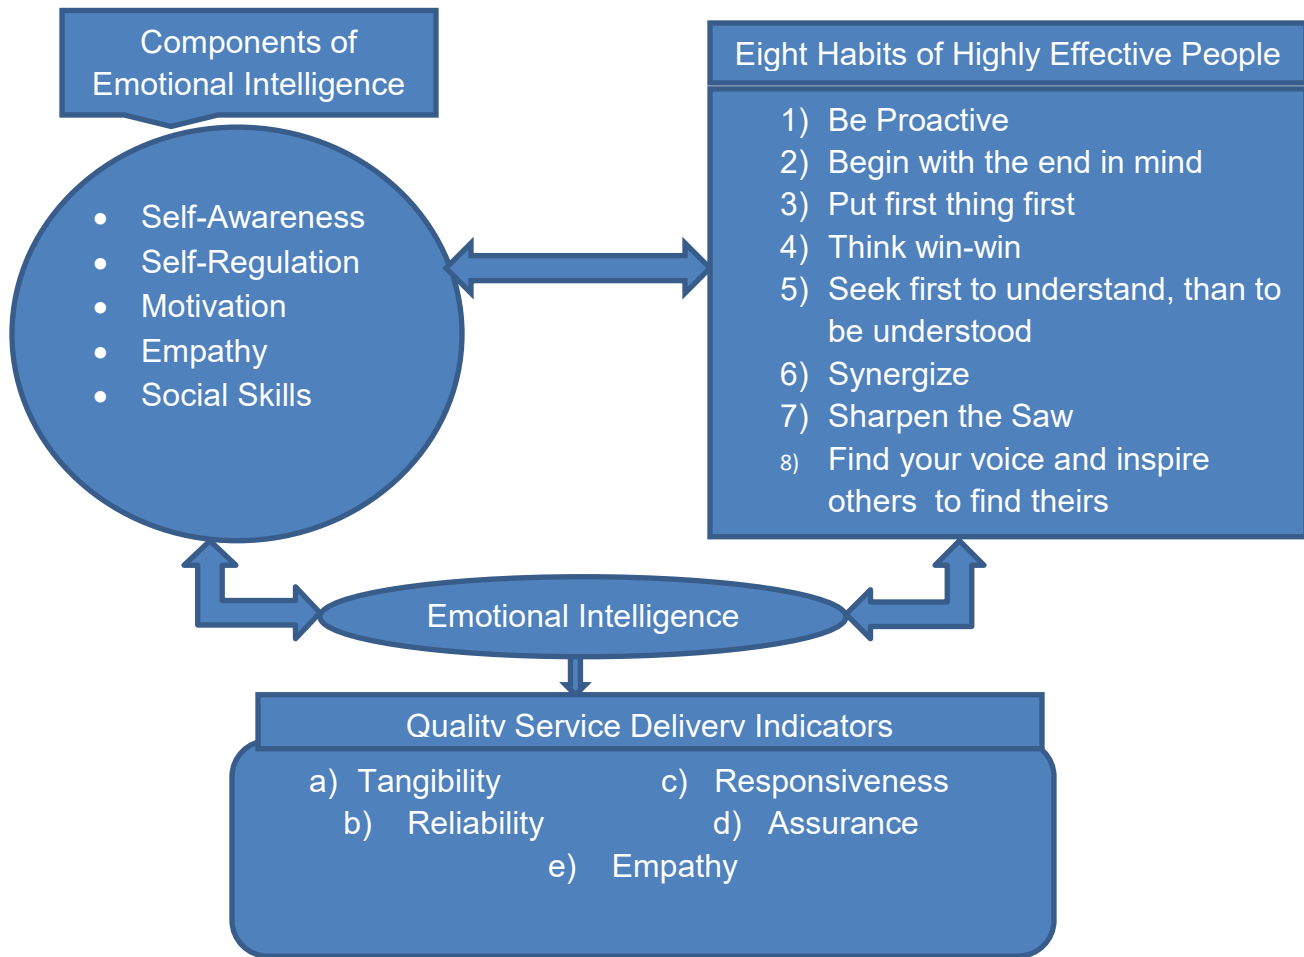 Components of
Emotional Intelligence
• Self-Awareness
• Self-Regulation
• Motivation
• Empathy
• Social Skills
Eight Habits of Highly Effective People
1) Be Proactive
2) Begin with the end in mind
3) Put first thing first
4) Think win-win
5) Seek first to understand, than to
be understood
6) Synergize
7) Sharpen the Saw
8) Find your voice and inspire
others to find theirs
Emotional Intelligence
Quality Service Delivery Indicators
a) Tangibility c) Responsiveness
b) Reliability d) Assurance
e) Empathy